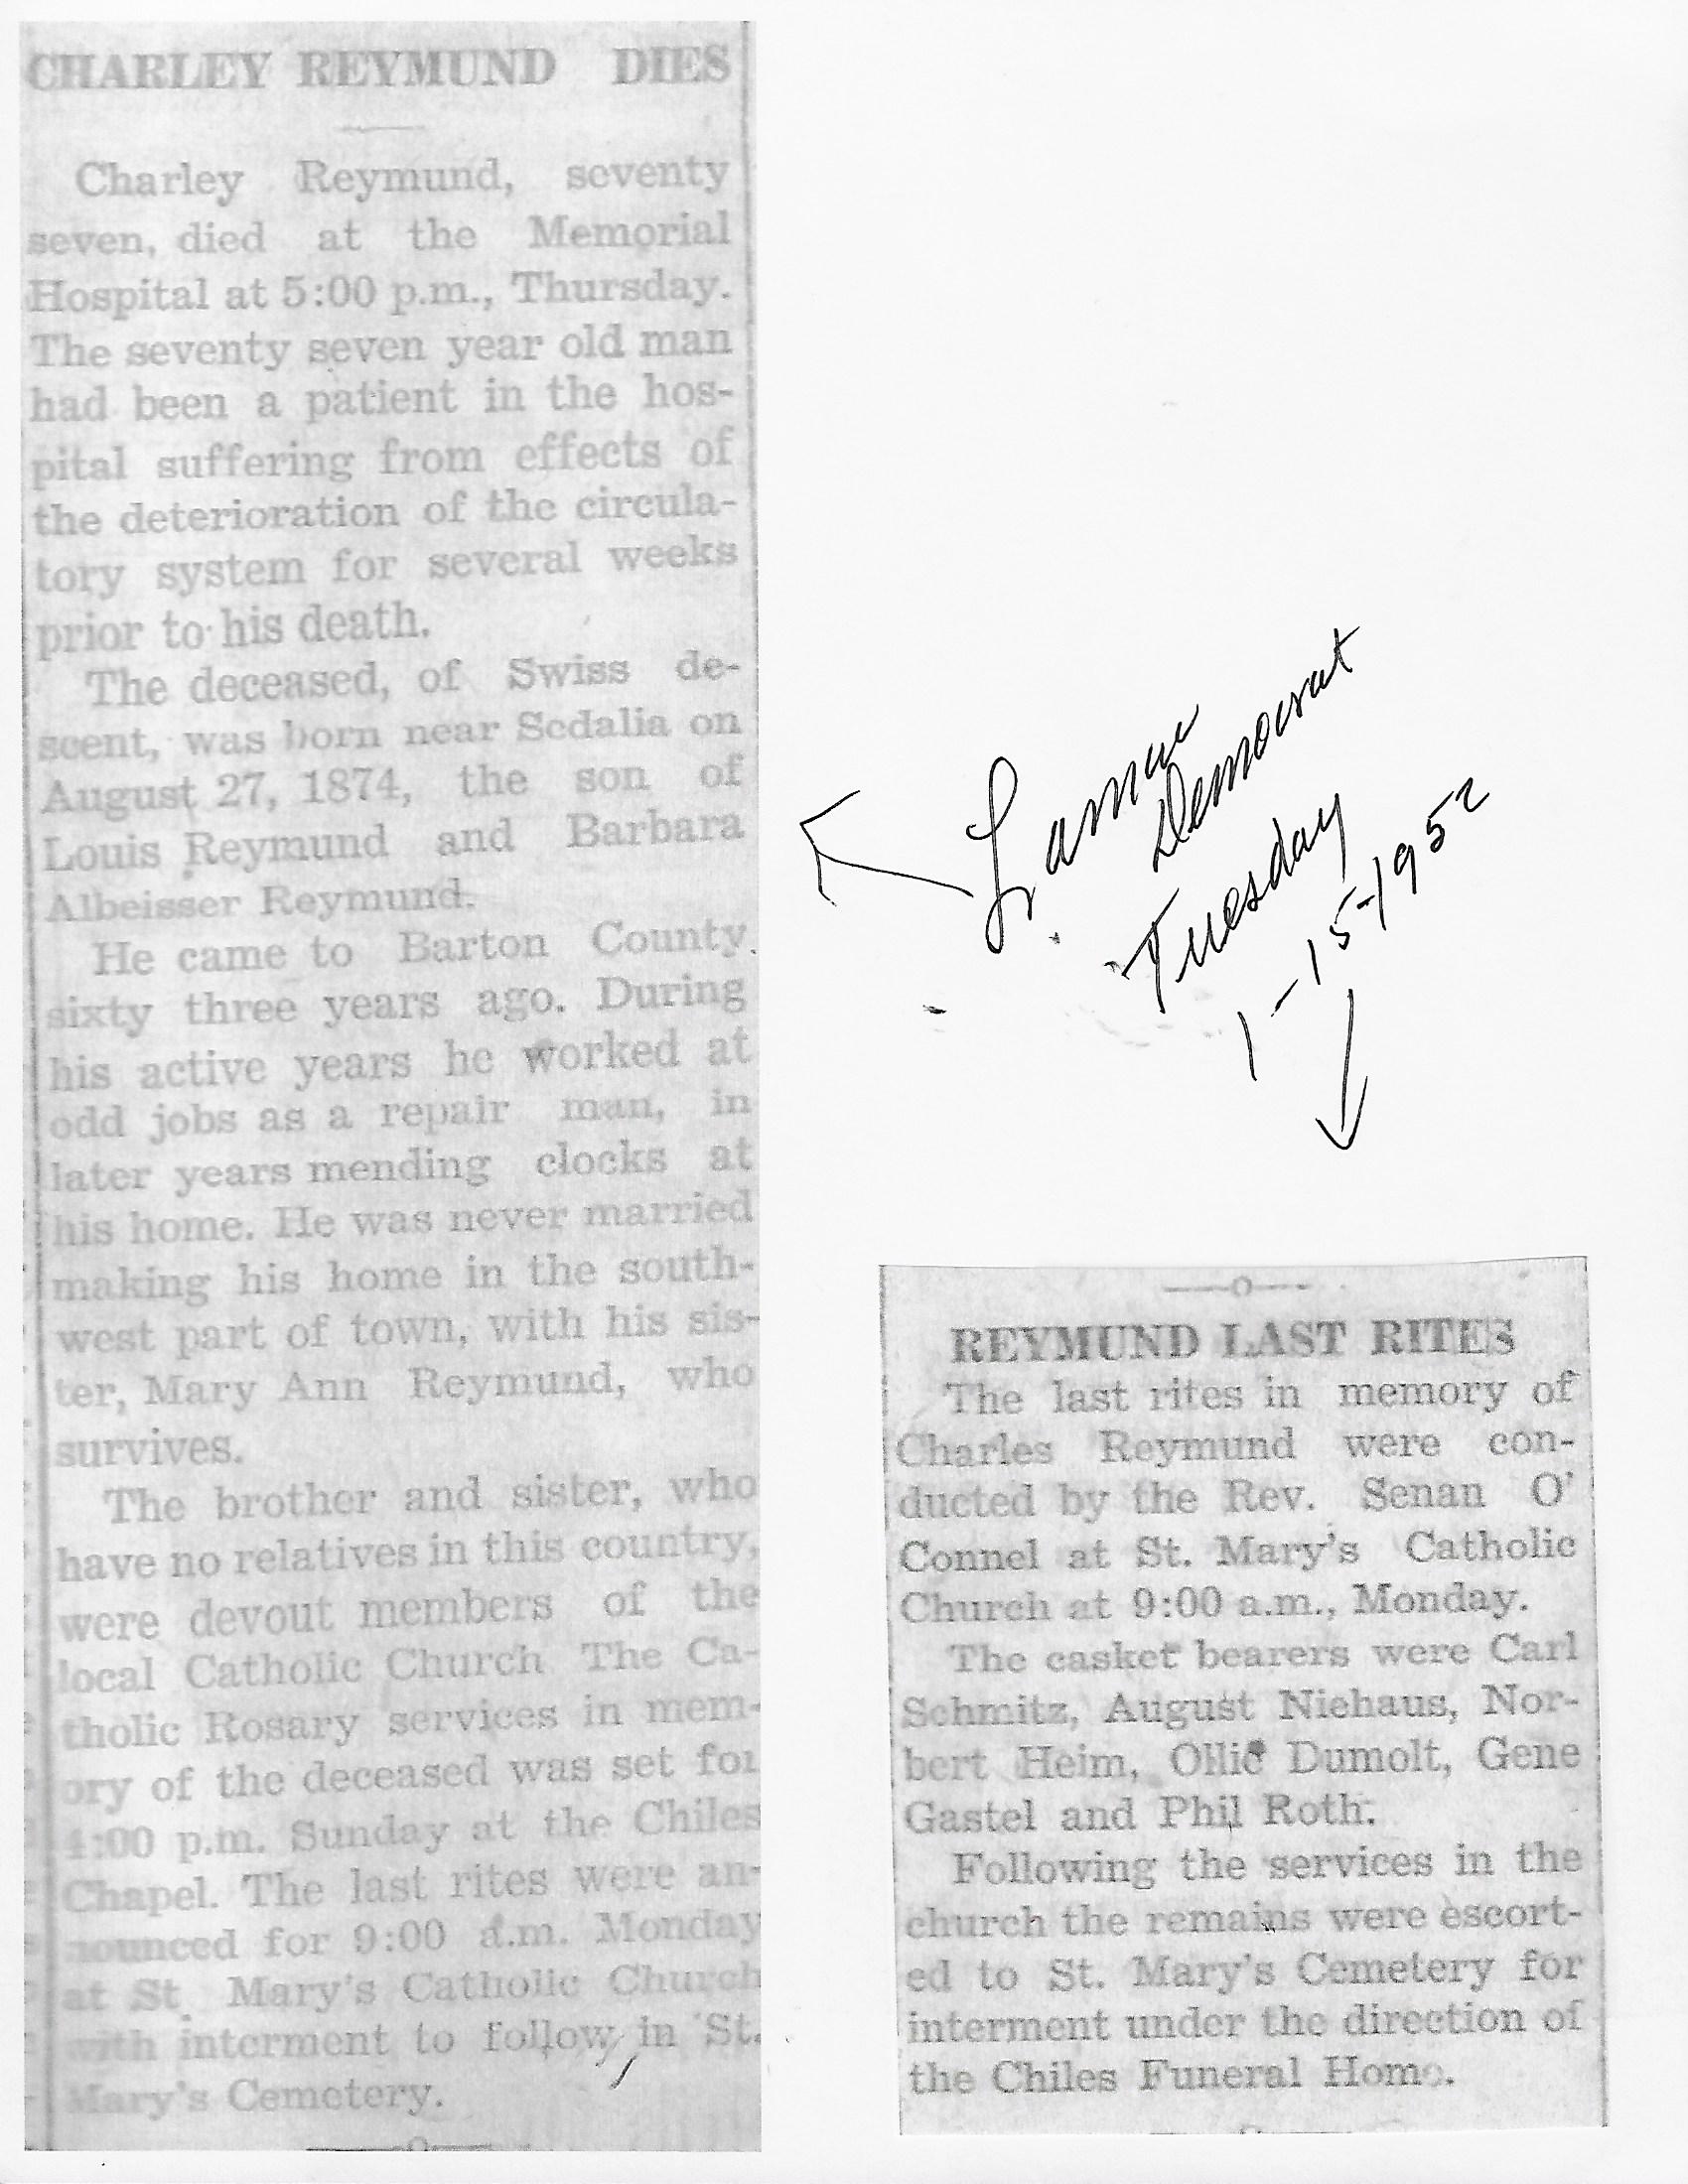 CHARLEY REYMUND DIES
Charley Reymund, seventy
seven, died at the Memorial
Hospital at 5:00 p.m., Thursday.
The seventy seven year old man
had been a patient in the hos-
pital suffering from effects of
the deterioration of the circula-
tory system for several weeks
prior to his death.
The deceased, of Swiss de-
scent, was born near Sedalia on
August 27, 1874, the son of
Louis Reymund and Barbara
Albeisser Reymund.
He came to Barton County
sixty three years ago. During
his active years he worked at
odd jobs as a repair man, in
later years mending clocks at
his home. He was never married
making his home in the south-
west part of town, with his sis-
ter, Mary Ann Reymund, who
survives.
The brother and sister, who
have no relatives in this country,
were devout members of the
local Catholic Church The Ca-
tholic Rosary services in mem-
ory of the deceased was set for
4:00 p.m. Sunday at the Chiles
Chapel. The last rites were an-
nounced for 9:00 a.m. Monday
at St. Mary's Catholic Church
with interment to follow in St.
Mary's Cemetery.
Lamar
Democrat
Tuesday
1-15-1952
REYMUND LAST RITES
The last rites in memory of
Charles Reymund were con-
ducted by the Rev. Senan O'
Connel at St. Mary's Catholic
Church at 9:00 a.m., Monday.
The casket bearers were Carl
Schmitz, August Niehaus, Nor-
bert Heim, Ollie Dumolt, Gene
Gastel and Phil Roth.
Following the services in the
church the remains were escort-
ed to St. Mary's Cemetery for
interment under the direction of
the Chiles Funeral Home.